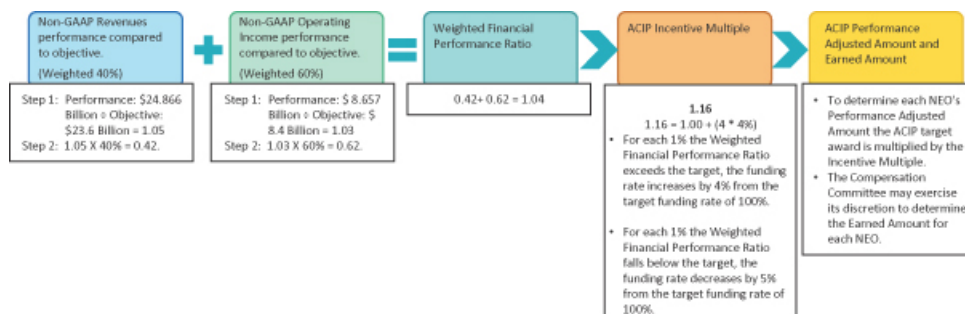 Non-GAAP Revenues
performance compared
to objective.
(Weighted 40%)
Step 1: Performance: $24.866
Billion ÷ Objective:
$23.6 Billion = 1.05
Step 2: 1.05 X 40% = 0.42.
Non-GAAP Operating
Income performance
compared to objective.
(Weighted 60%)
Step 1: Performance: $ 8.657
Billion ÷ Objective: $
8.4 Billion = 1.03
Step 2: 1.03 X 60% = 0.62.
Weighted Financial
Performance Ratio
0.42+ 0.62 = 1.04
ACIP Incentive Multiple
1.16
1.16 = 1.00 + (4 * 4%)
• For each 1% the Weighted
Financial Performance Ratio
exceeds the target, the funding
rate increases by 4% from the
target funding rate of 100%.
• For each 1% the Weighted
Financial Performance Ratio
falls below the target, the
funding rate decreases by 5%
from the target funding rate of
100%.
ACIP Performance
Adjusted Amount and
Earned Amount
• To determine each NEO's
Performance Adjusted
Amount the ACIP target
award is multiplied by the
Incentive Multiple.
• The Compensation
Committee may exercise
its discretion to determine
the Earned Amount for
each NEO.